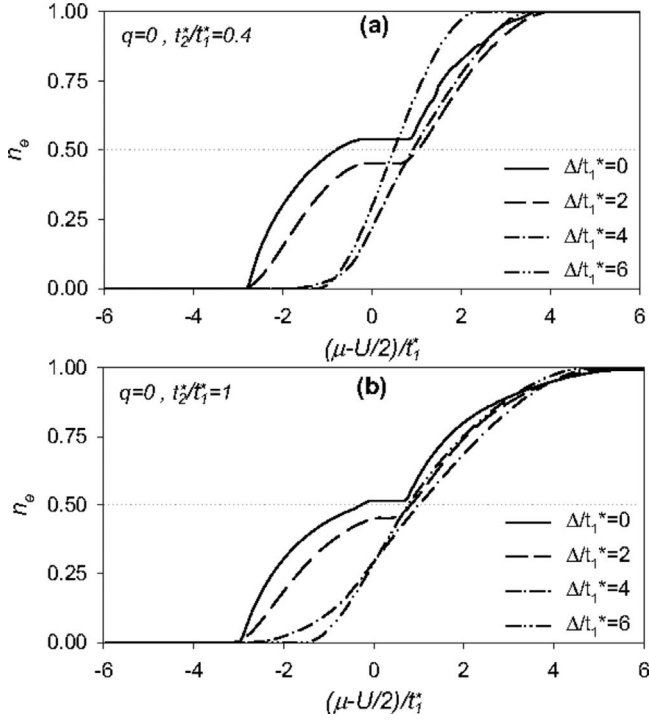 (a)
q=0 , t₂*/t₁*=0.4
1.00
0.75
0.50
0.25
0.00
nₑ
Δ/t₁*=0
Δ/t₁*=2
Δ/t₁*=4
Δ/t₁*=6
-6 -4 -2 0 2 4 6
(μ-U/2)/t₁*
(b)
q=0 , t₂*/t₁*=1
1.00
0.75
0.50
0.25
0.00
nₑ
Δ/t₁*=0
Δ/t₁*=2
Δ/t₁*=4
Δ/t₁*=6
-6 -4 -2 0 2 4 6
(μ-U/2)/t₁*